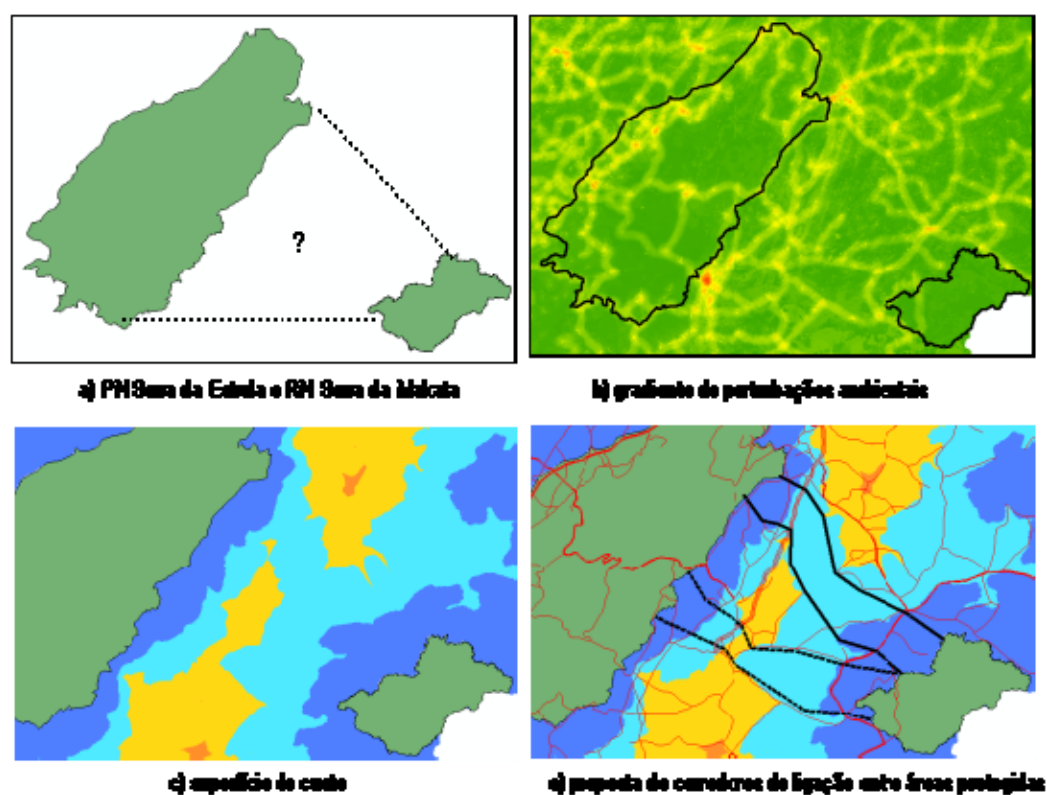 ?
a) PN Serra da Estrela e RN Serra da Malcata
b) gradiente de perturbações ambientais
c) superfície de custo
e) proposta de corredores de ligação entre áreas protegidas